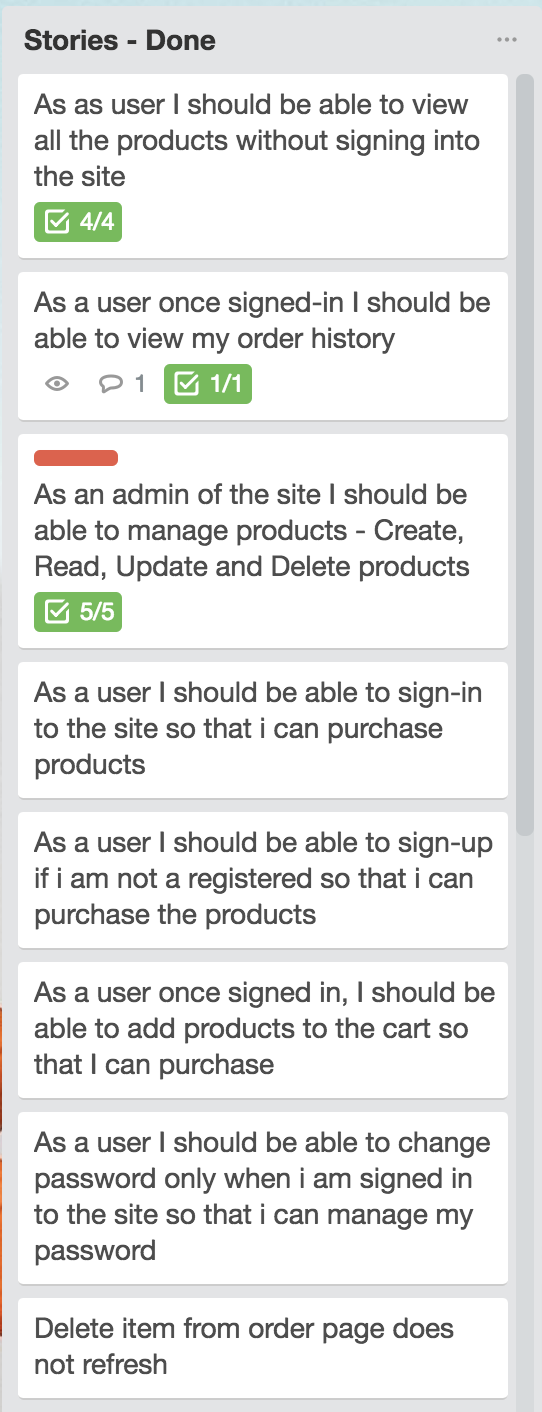 Stories - Done
As as user I should be able to view
all the products without signing into
the site
4/4
As a user once signed-in I should be
able to view my order history
1 1/1
As an admin of the site I should be
able to manage products - Create,
Read, Update and Delete products
5/5
As a user I should be able to sign-in
to the site so that i can purchase
products
As a user I should be able to sign-up
if i am not a registered so that i can
purchase the products
As a user once signed in, I should be
able to add products to the cart so
that I can purchase
As a user I should be able to change
password only when i am signed in
to the site so that i can manage my
password
Delete item from order page does
not refresh